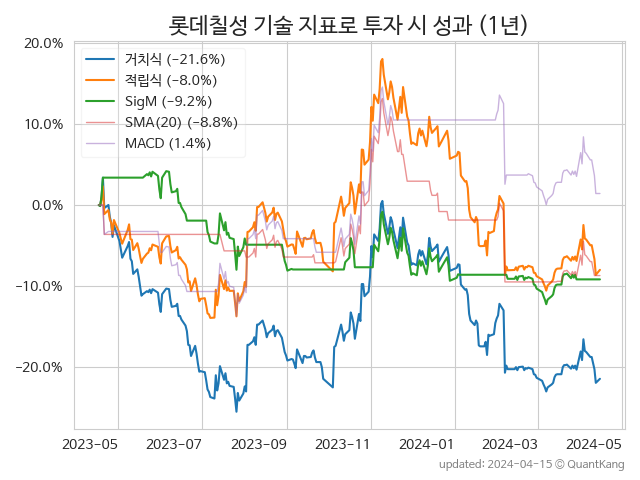 롯데칠성 기술 지표로 투자 시 성과 (1년)
20.0%
10.0%
0.0%
−10.0%
−20.0%
거치식 (−21.6%)
적립식 (−8.0%)
SigM (−9.2%)
SMA(20) (−8.8%)
MACD (1.4%)
2023-05 2023-07 2023-09 2023-11 2024-01 2024-03 2024-05
updated: 2024-04-15 © QuantKang